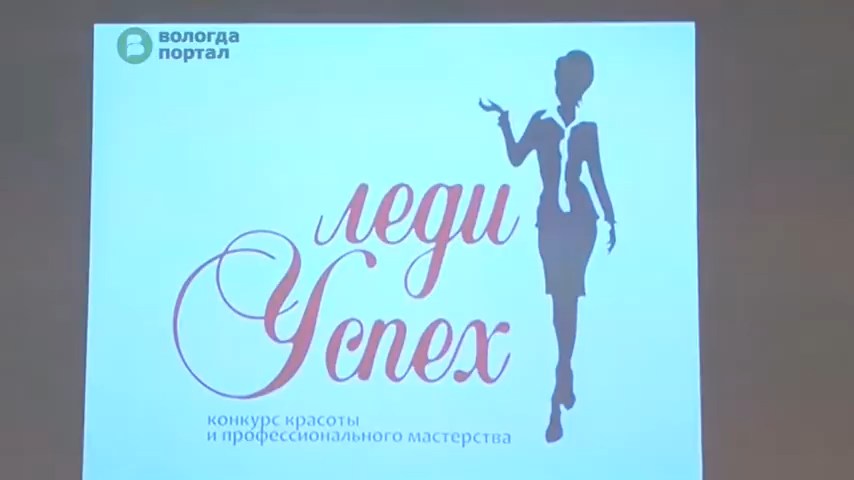 вологда
портал
леди
Успех
конкурс красоты
и профессионального мастерства